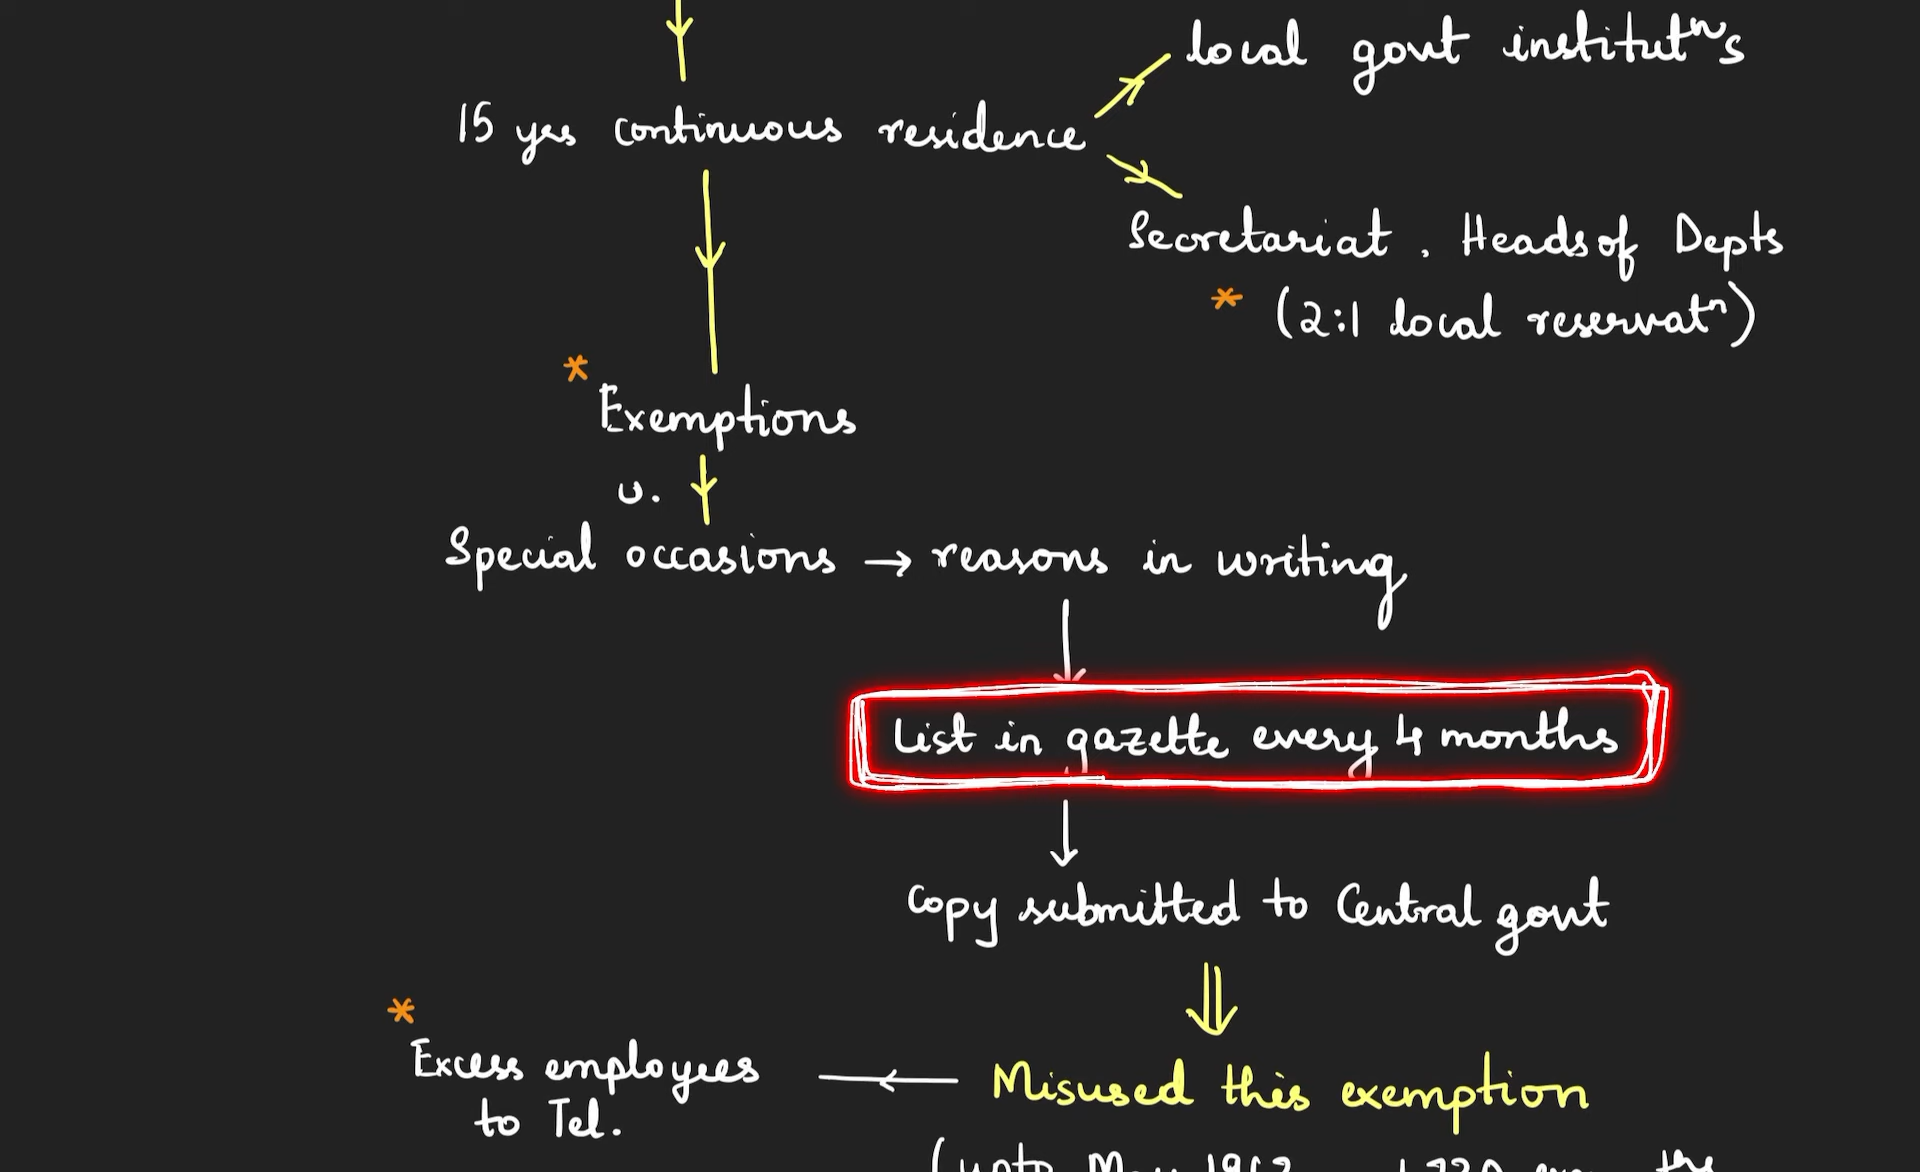 local govt institutⁿs
15 yrs continuous residence
Secretariat, Heads of Depts
* (2:1 local reservatⁿ)
* Exemptions
u.
Special occasions → reasons in writing
List in gazette every 4 months
Copy submitted to Central govt
* Excess employees ← Misused this exemption
to Tel.
(upto May